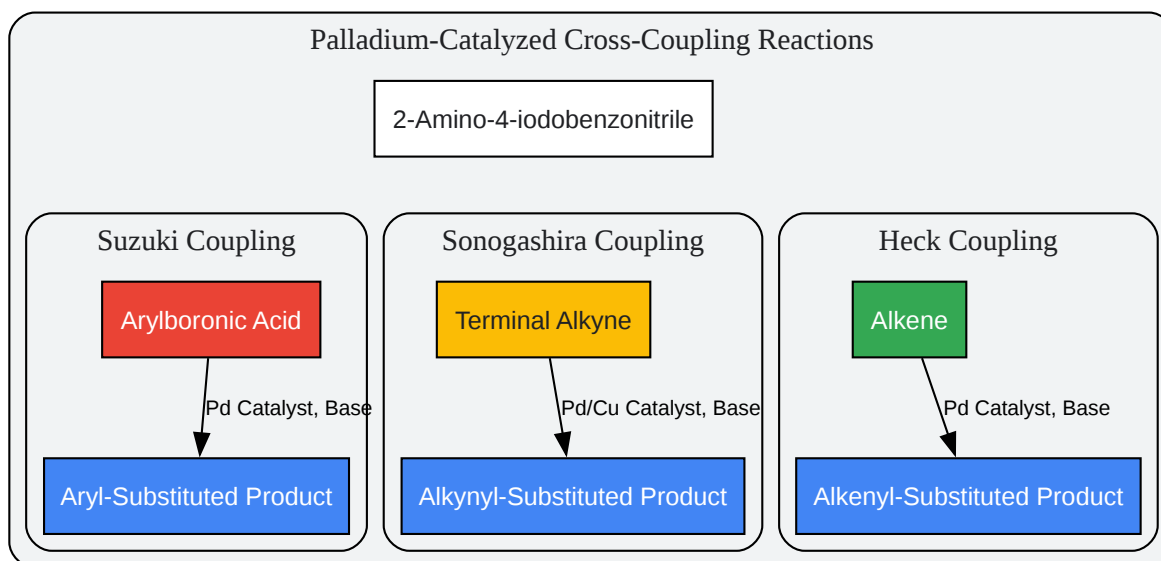 Palladium-Catalyzed Cross-Coupling Reactions
2-Amino-4-iodobenzonitrile
Suzuki Coupling
Sonogashira Coupling
Heck Coupling
Arylboronic Acid
Terminal Alkyne
Alkene
Pd Catalyst, Base
Pd/Cu Catalyst, Base
Pd Catalyst, Base
Aryl-Substituted Product
Alkynyl-Substituted Product
Alkenyl-Substituted Product